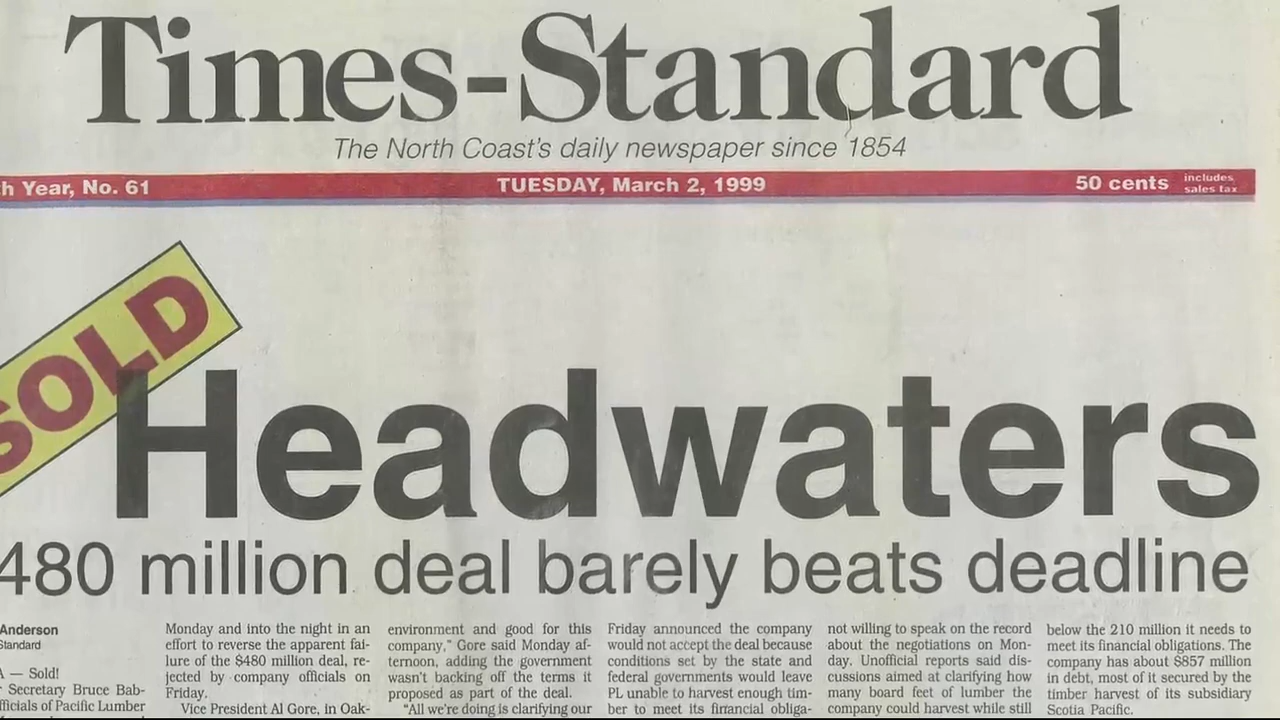 Times-Standard
The North Coast's daily newspaper since 1854
h Year, No. 61
TUESDAY, March 2, 1999
50 cents
includes
sales tax
SOLD
Headwaters
480 million deal barely beats deadline
Anderson
Standard
A — Sold!
Secretary Bruce Bab-
fficials of Pacific Lumber
Monday and into the night in an
effort to reverse the apparent fai-
lure of the $480 million deal, re-
jected by company officials on
Friday.
Vice President Al Gore, in Oak-
environment and good for this
company," Gore said Monday af-
ternoon, adding the government
wasn't backing off the terms it
proposed as part of the deal.
"All we're doing is clarifying our
Friday announced the company
would not accept the deal because
conditions set by the state and
federal governments would leave
PL unable to harvest enough tim-
ber to meet its financial obliga-
not willing to speak on the record
about the negotiations on Mon-
day. Unofficial reports said dis-
cussions aimed at clarifying how
many board feet of lumber the
company could harvest while still
below the 210 million it needs to
meet its financial obligations. The
company has about $857 million
in debt, most of it secured by the
timber harvest of its subsidiary
Scotia Pacific.